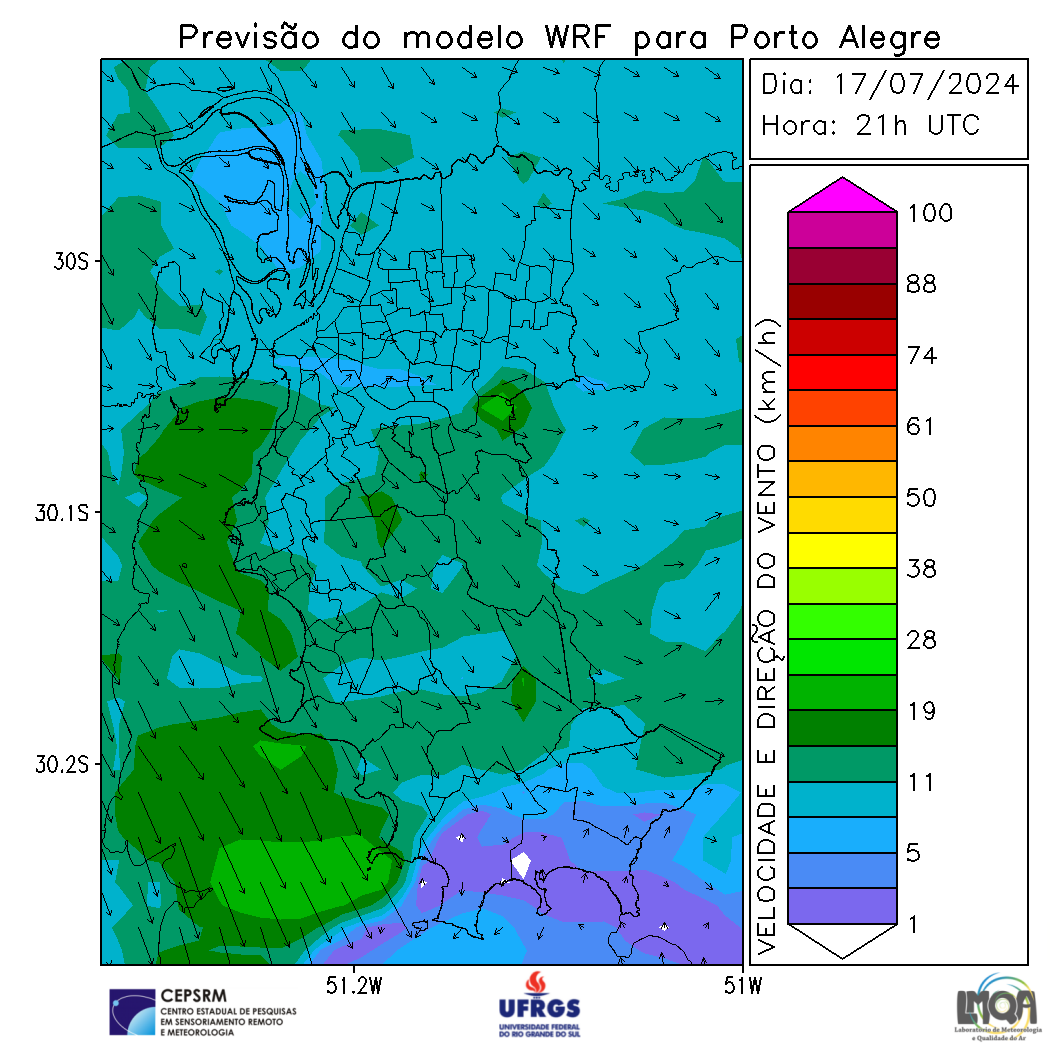 Previsão do modelo WRF para Porto Alegre
Dia: 17/07/2024
Hora: 21h UTC
30S
30.1S
30.2S
51.2W
51W
VELOCIDADE E DIREÇÃO DO VENTO (km/h)
100
88
74
61
50
38
28
19
11
5
1
CEPSRM
CENTRO ESTADUAL DE PESQUISAS
EM SENSORIAMENTO REMOTO
E METEOROLOGIA
UFRGS
UNIVERSIDADE FEDERAL
DO RIO GRANDE DO SUL
LMQA
Laboratório de Meteorologia
e Qualidade do Ar